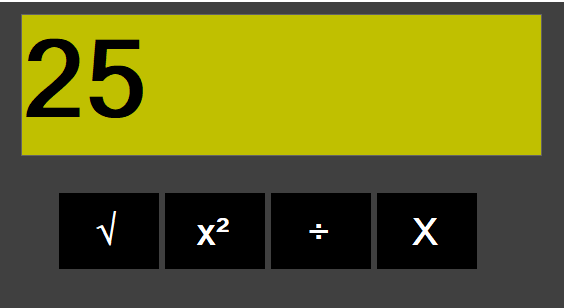 25
√ x² ÷ X